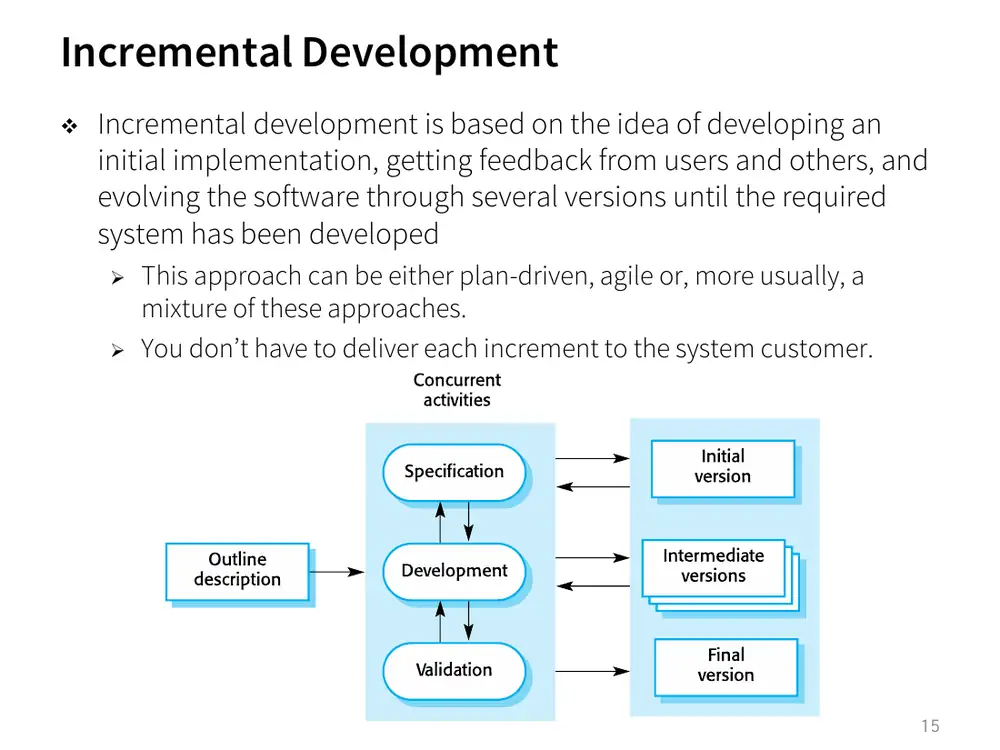 Incremental Development
❖ Incremental development is based on the idea of developing an
initial implementation, getting feedback from users and others, and
evolving the software through several versions until the required
system has been developed
➢ This approach can be either plan-driven, agile or, more usually, a
mixture of these approaches.
➢ You don’t have to deliver each increment to the system customer.
Concurrent
activities
Specification
Initial
version
Outline
description
Development
Intermediate
versions
Validation
Final
version
15